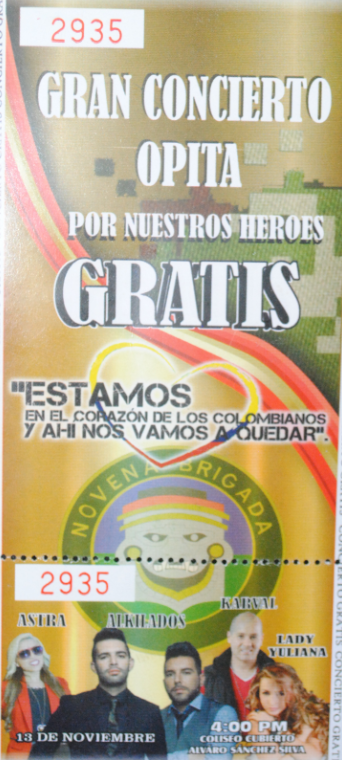 2935
GRAN CONCIERTO
OPITA
POR NUESTROS HEROES
GRATIS
"ESTAMOS
EN EL CORAZÓN DE LOS COLOMBIANOS
Y AHI NOS VAMOS A QUEDAR".
NOVENA BRIGADA
2935
ASTRA
ALKILADOS
KARVAL
LADY
YULIANA
13 DE NOVIEMBRE
4:00 PM
COLISEO CUBIERTO
ALVARO SANCHEZ SILVA